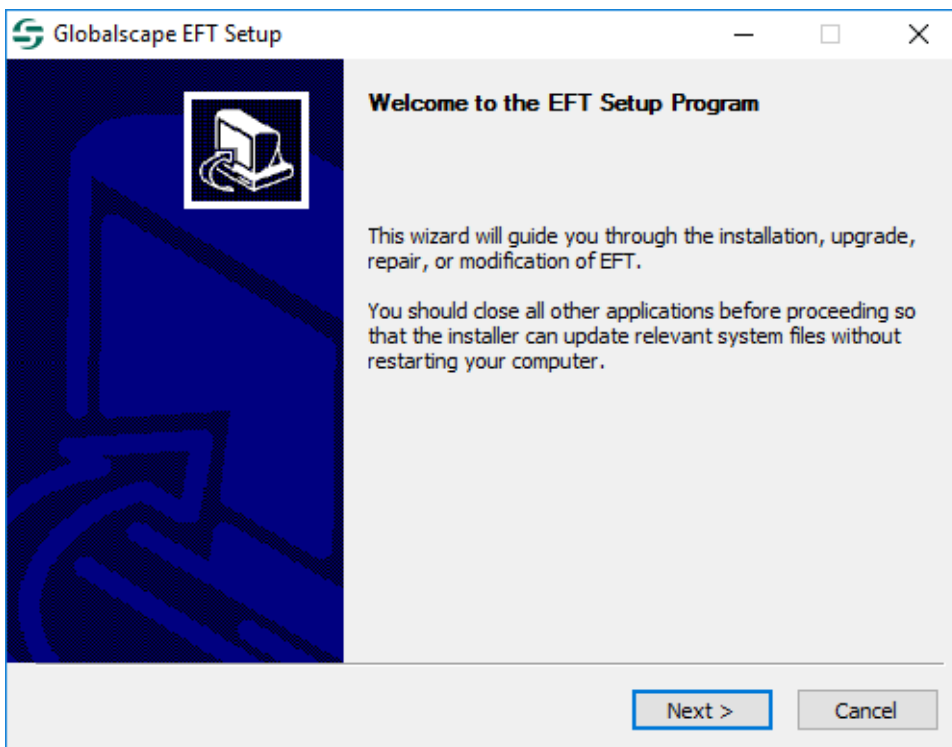 Globalscape EFT Setup
Welcome to the EFT Setup Program
This wizard will guide you through the installation, upgrade,
repair, or modification of EFT.
You should close all other applications before proceeding so
that the installer can update relevant system files without
restarting your computer.
Next >
Cancel